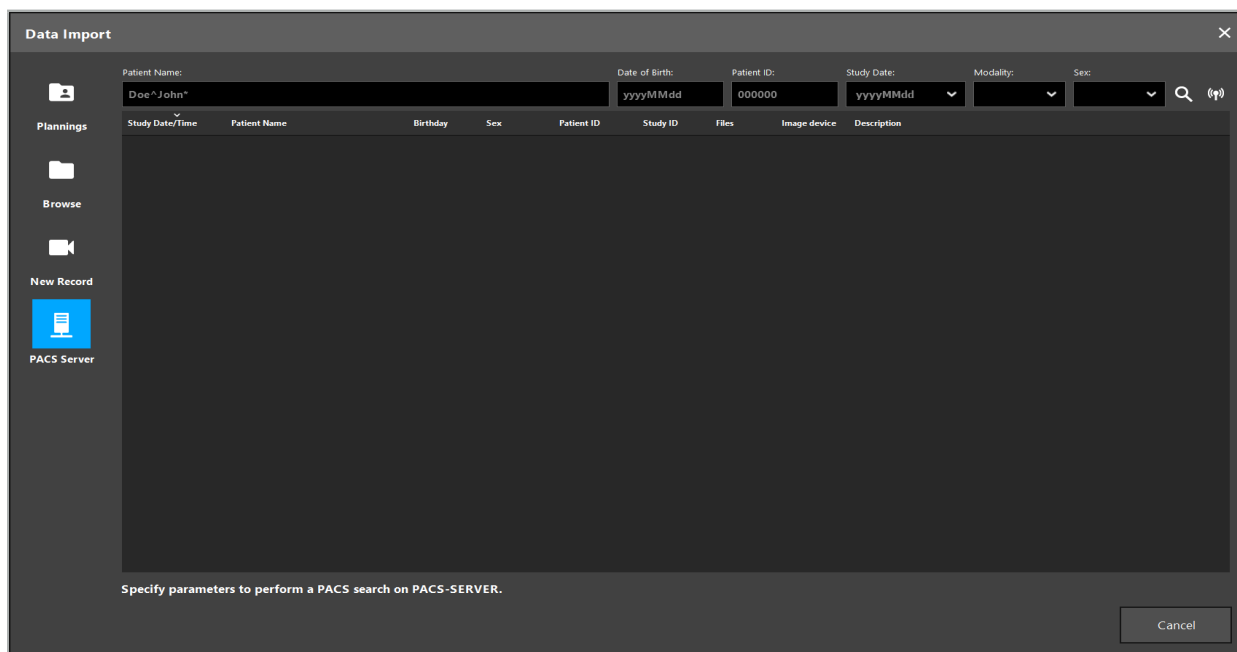 Data Import
Patient Name: Date of Birth: Patient ID: Study Date: Modality: Sex:
Doe^John* yyyyMMdd 000000 yyyyMMdd
Plannings
Study Date/Time Patient Name Birthday Sex Patient ID Study ID Files Image device Description
Browse
New Record
PACS Server
Specify parameters to perform a PACS search on PACS-SERVER.
Cancel